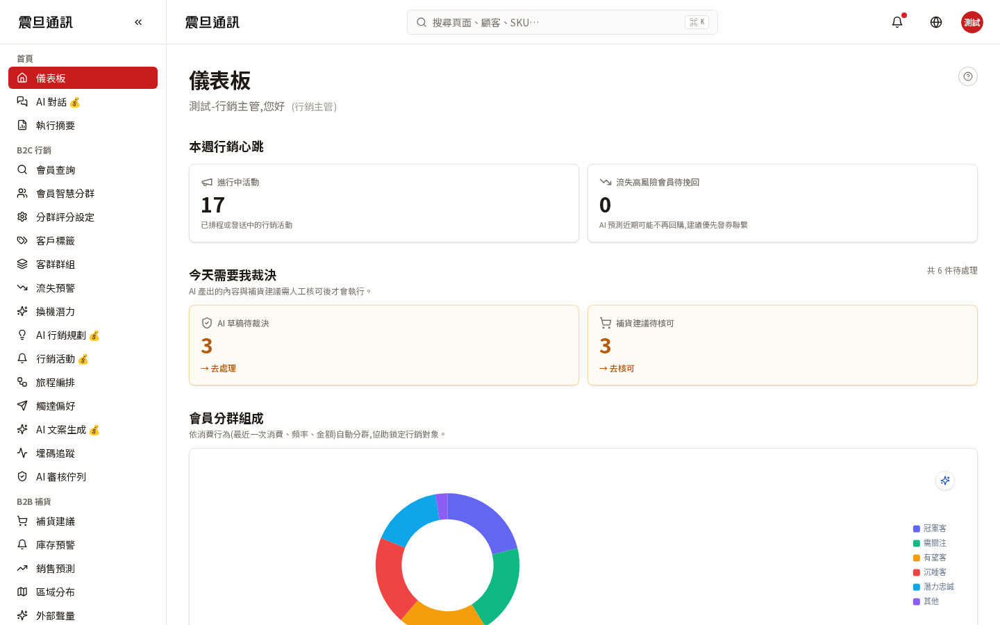 震旦通訊
首頁
儀表板
AI 對話 💰
執行摘要
B2C 行銷
會員查詢
會員智慧分群
分群評分設定
客戶標籤
客群群組
流失預警
換機潛力
AI 行銷規劃 💰
行銷活動 💰
旅程編排
觸達偏好
AI 文案生成 💰
埋碼追蹤
AI 審核佇列
B2B 補貨
補貨建議
庫存預警
銷售預測
區域分布
外部聲量
震旦通訊
搜尋頁面、顧客、SKU…
⌘ K
測試
儀表板
測試-行銷主管,您好 (行銷主管)
本週行銷心跳
進行中活動
17
已排程或發送中的行銷活動
流失高風險會員待挽回
0
AI 預測近期可能不再回購,建議優先發券聯繫
今天需要我裁決
共 6 件待處理
AI 產出的內容與補貨建議需人工核可後才會執行。
AI 草稿待裁決
3
→ 去處理
補貨建議待核可
3
→ 去核可
會員分群組成
依消費行為(最近一次消費、頻率、金額)自動分群,協助鎖定行銷對象。
冠軍客
需關注
有望客
沉睡客
潛力忠誠
其他